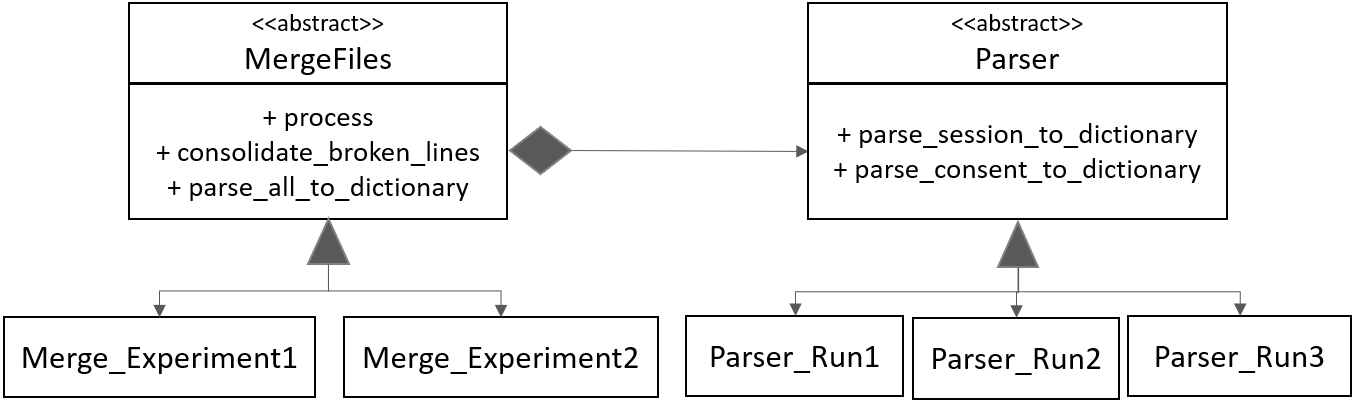 <<abstract>>
MergeFiles
+ process
+ consolidate_broken_lines
+ parse_all_to_dictionary
<<abstract>>
Parser
+ parse_session_to_dictionary
+ parse_consent_to_dictionary
Merge_Experiment1
Merge_Experiment2
Parser_Run1
Parser_Run2
Parser_Run3